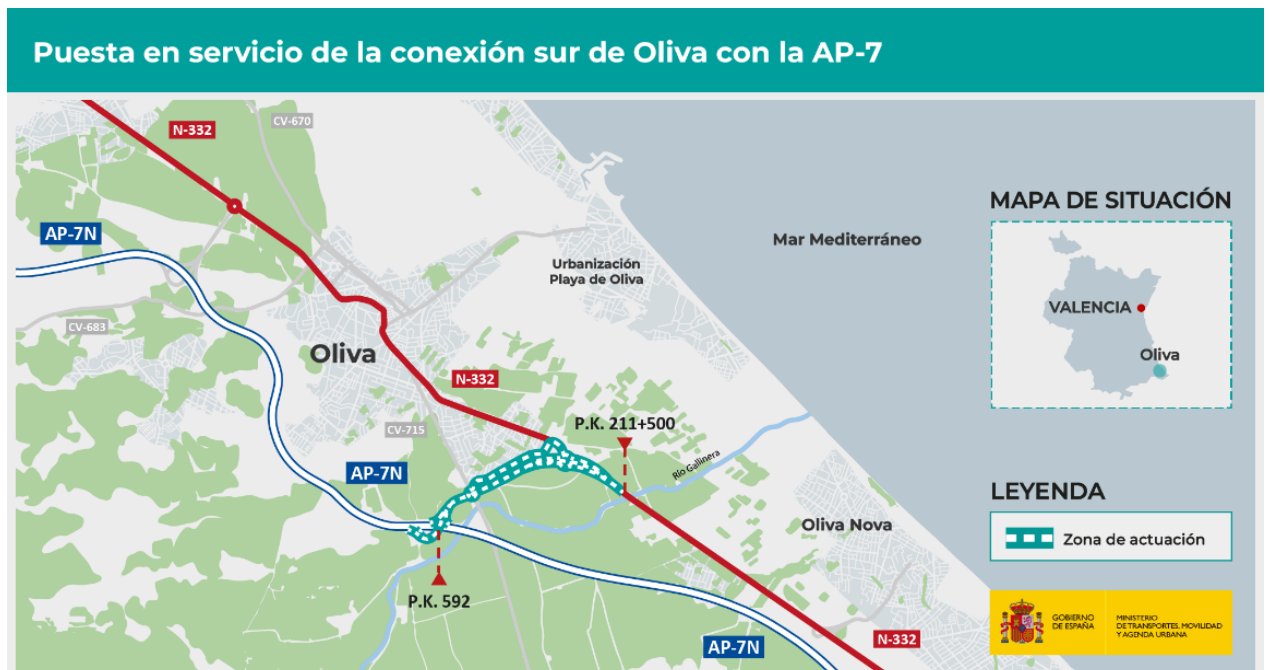 Puesta en servicio de la conexión sur de Oliva con la AP-7
N-332
CV-670
AP-7N
Mar Mediterráneo
MAPA DE SITUACIÓN
Urbanización
Playa de Oliva
VALENCIA
Oliva
CV-683
Oliva
N-332
P.K. 211+500
CV-715
AP-7N
Río Gallinera
LEYENDA
Oliva Nova
Zona de actuación
P.K. 592
GOBIERNO
DE ESPAÑA
MINISTERIO
DE TRANSPORTES, MOVILIDAD
Y AGENDA URBANA
AP-7N
N-332